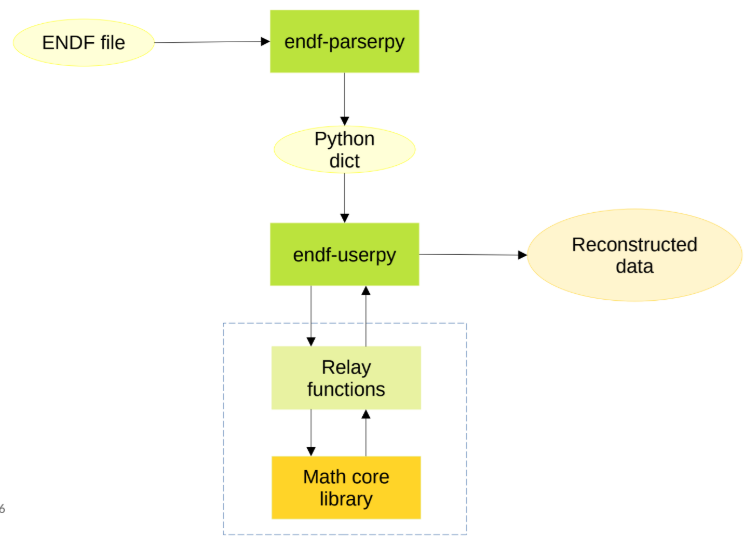 ENDF file
endf-parserpy
Python
dict
endf-userpy
Reconstructed
data
Relay
functions
Math core
library
6